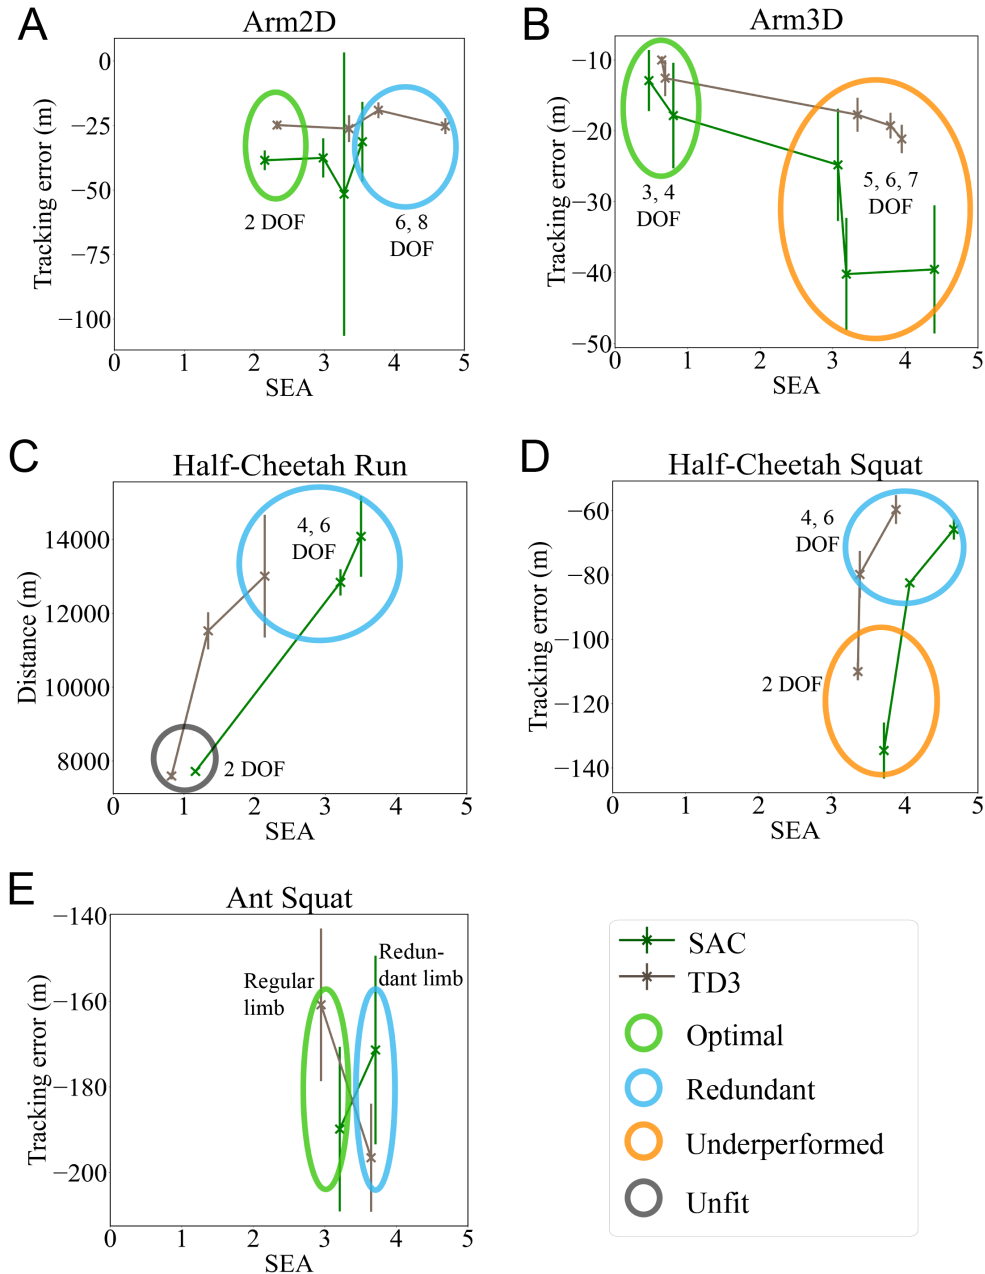 A
Arm2D
Tracking error (m)
0
−25
−50
−75
−100
2 DOF
6, 8
DOF
0 1 2 3 4 5
SEA
B
Arm3D
Tracking error (m)
−10
−20
−30
−40
−50
3, 4
DOF
5, 6, 7
DOF
0 1 2 3 4 5
SEA
C
Half-Cheetah Run
Distance (m)
14000
12000
10000
8000
4, 6
DOF
2 DOF
0 1 2 3 4 5
SEA
D
Half-Cheetah Squat
Tracking error (m)
−60
−80
−100
−120
−140
4, 6
DOF
2 DOF
0 1 2 3 4 5
SEA
E
Ant Squat
Tracking error (m)
−140
−160
−180
−200
Regular
limb
Redun-
dant limb
0 1 2 3 4 5
SEA
SAC
TD3
Optimal
Redundant
Underperformed
Unfit